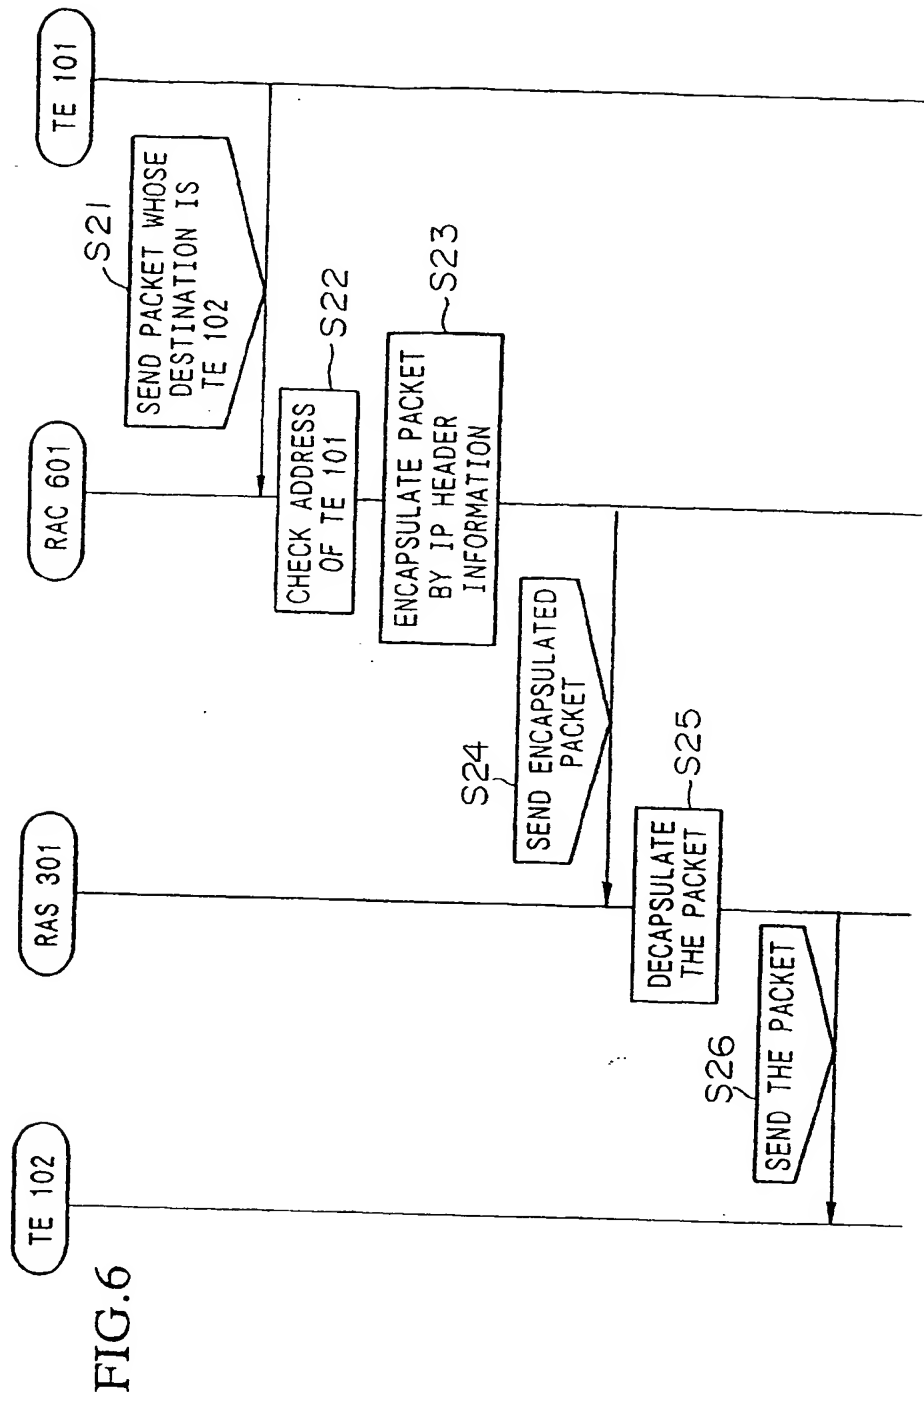 FIG.6
TE 102
RAS 301
RAC 601
TE 101
S21
SEND PACKET WHOSE
DESTINATION IS
TE 102
S22
CHECK ADDRESS
OF TE 101
S23
ENCAPSULATE PACKET
BY IP HEADER
INFORMATION
S24
SEND ENCAPSULATED
PACKET
S25
DECAPSULATE
THE PACKET
S26
SEND THE PACKET